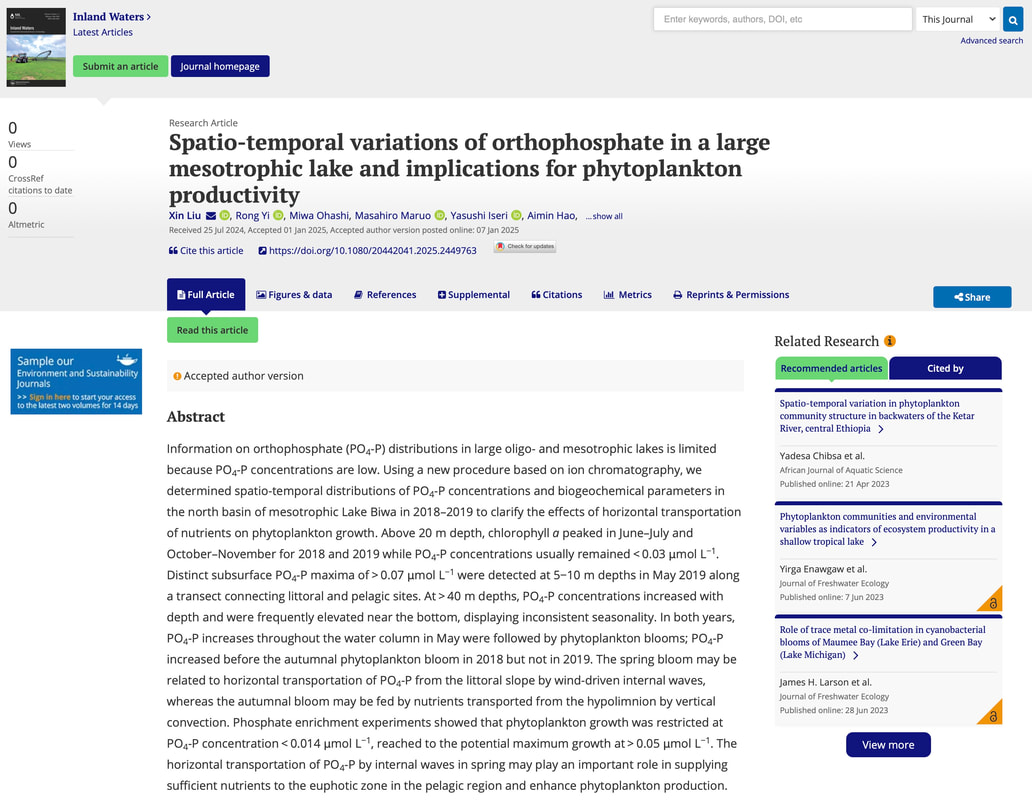 Inland Waters >
Latest Articles
Submit an article
Journal homepage
Enter keywords, authors, DOI, etc
This Journal
Advanced search
0
Views
0
CrossRef
citations to date
0
Altmetric
Research Article
Spatio-temporal variations of orthophosphate in a large
mesotrophic lake and implications for phytoplankton
productivity
Xin Liu, Rong Yi, Miwa Ohashi, Masahiro Maruo, Yasushi Iseri, Aimin Hao, ...show all
Received 25 Jul 2024, Accepted 01 Jan 2025, Accepted author version posted online: 07 Jan 2025
Cite this article
https://doi.org/10.1080/20442041.2025.2449763
Check for updates
Full Article
Figures & data
References
Supplemental
Citations
Metrics
Reprints & Permissions
Share
Read this article
Sample our
Environment and Sustainability
Journals
>> Sign in here to start your access
to the latest two volumes for 14 days
Accepted author version
Abstract
Information on orthophosphate (PO₄-P) distributions in large oligo- and mesotrophic lakes is limited
because PO₄-P concentrations are low. Using a new procedure based on ion chromatography, we
determined spatio-temporal distributions of PO₄-P concentrations and biogeochemical parameters in
the north basin of mesotrophic Lake Biwa in 2018–2019 to clarify the effects of horizontal transportation
of nutrients on phytoplankton growth. Above 20 m depth, chlorophyll a peaked in June–July and
October–November for 2018 and 2019 while PO₄-P concentrations usually remained < 0.03 μmol L⁻¹.
Distinct subsurface PO₄-P maxima of > 0.07 μmol L⁻¹ were detected at 5–10 m depths in May 2019 along
a transect connecting littoral and pelagic sites. At > 40 m depths, PO₄-P concentrations increased with
depth and were frequently elevated near the bottom, displaying inconsistent seasonality. In both years,
PO₄-P increases throughout the water column in May were followed by phytoplankton blooms; PO₄-P
increased before the autumnal phytoplankton bloom in 2018 but not in 2019. The spring bloom may be
related to horizontal transportation of PO₄-P from the littoral slope by wind-driven internal waves,
whereas the autumnal bloom may be fed by nutrients transported from the hypolimnion by vertical
convection. Phosphate enrichment experiments showed that phytoplankton growth was restricted at
PO₄-P concentration < 0.014 μmol L⁻¹, reached to the potential maximum growth at > 0.05 μmol L⁻¹. The
horizontal transportation of PO₄-P by internal waves in spring may play an important role in supplying
sufficient nutrients to the euphotic zone in the pelagic region and enhance phytoplankton production.
Related Research
Recommended articles
Cited by
Spatio-temporal variation in phytoplankton
community structure in backwaters of the Ketar
River, central Ethiopia >
Yadesa Chibsa et al.
African Journal of Aquatic Science
Published online: 21 Apr 2023
Phytoplankton communities and environmental
variables as indicators of ecosystem productivity in a
shallow tropical lake >
Yirga Enawgaw et al.
Journal of Freshwater Ecology
Published online: 7 Jun 2023
Role of trace metal co-limitation in cyanobacterial
blooms of Maumee Bay (Lake Erie) and Green Bay
(Lake Michigan) >
James H. Larson et al.
Journal of Freshwater Ecology
Published online: 28 Jun 2023
View more